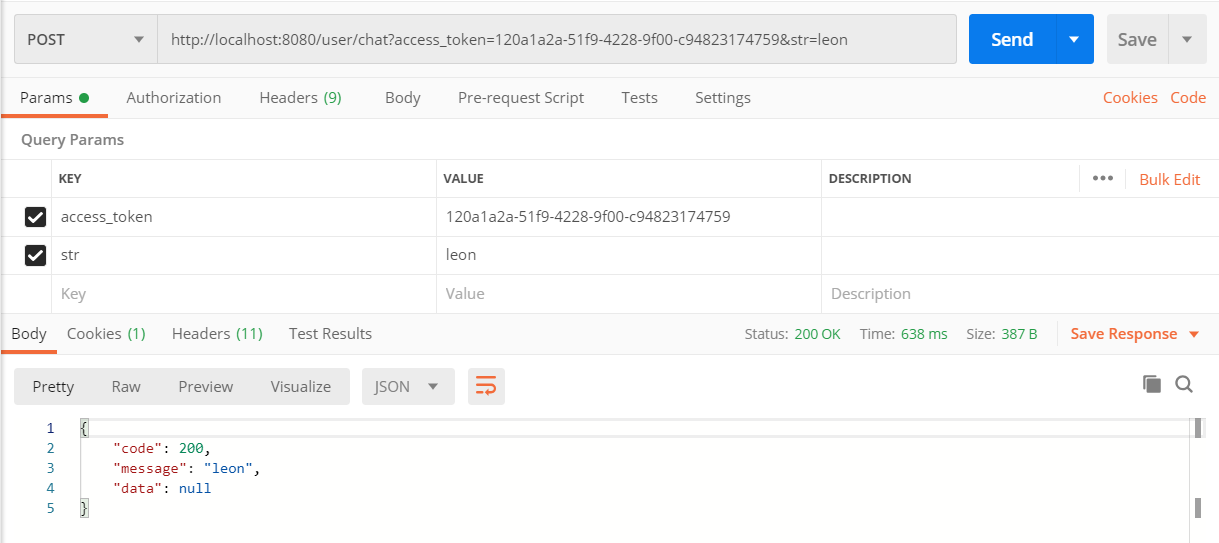 POST http://localhost:8080/user/chat?access_token=120a1a2a-51f9-4228-9f00-c94823174759&str=leon Send Save
Params Authorization Headers (9) Body Pre-request Script Tests Settings Cookies Code
Query Params
KEY VALUE DESCRIPTION ••• Bulk Edit
access_token 120a1a2a-51f9-4228-9f00-c94823174759
str leon
Key Value Description
Body Cookies (1) Headers (11) Test Results Status: 200 OK Time: 638 ms Size: 387 B Save Response
Pretty Raw Preview Visualize JSON
1 {
2 "code": 200,
3 "message": "leon",
4 "data": null
5 }